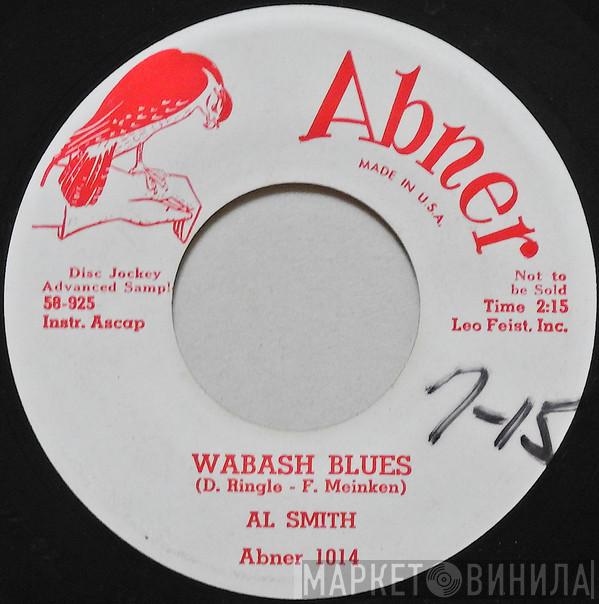 Abner
MADE IN U.S.A.
Disc Jockey
Advanced Sampl
58-925
Instr. Ascap
Not to
be Sold
Time 2:15
Leo Feist, Inc.
7-15
WABASH BLUES
(D. Ringle - F. Meinken)
AL SMITH
Abner 1014
МАРКЕТ ВИНИЛА